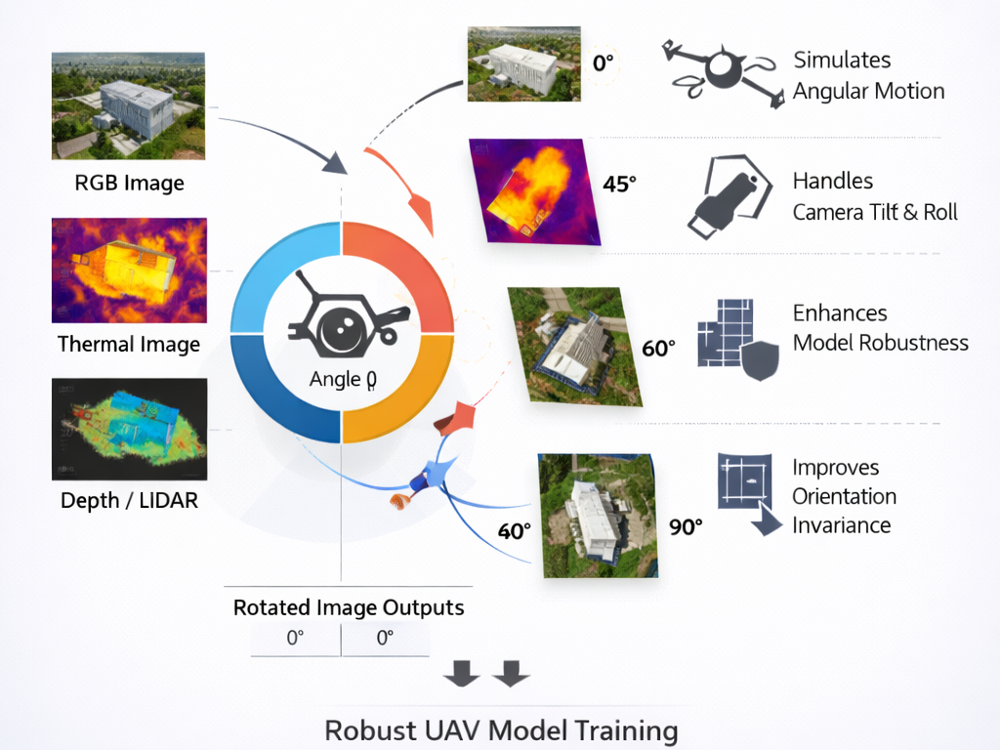 RGB Image
Thermal Image
Depth / LiDAR
Angle θ
0°
45°
60°
40°
90°
Simulates
Angular Motion
Handles
Camera Tilt & Roll
Enhances
Model Robustness
Improves
Orientation
Invariance
Rotated Image Outputs
0°
0°
Robust UAV Model Training